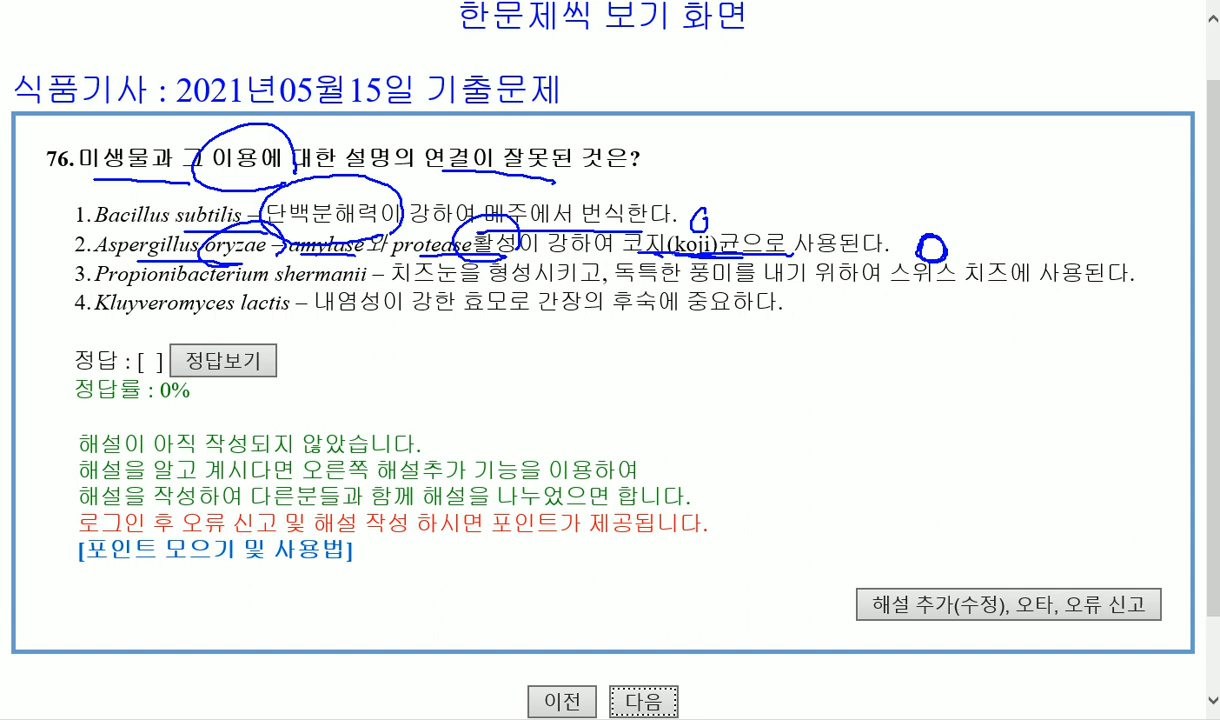 한문제씩 보기 화면
식품기사 : 2021년05월15일 기출문제
76. 미생물과 그 이용에 대한 설명의 연결이 잘못된 것은?
1. Bacillus subtilis – 단백분해력이 강하여 메주에서 번식한다.
2. Aspergillus oryzae – amylase와 protease활성이 강하여 코지(koji)균으로 사용된다.
3. Propionibacterium shermanii – 치즈눈을 형성시키고, 독특한 풍미를 내기 위하여 스위스 치즈에 사용된다.
4. Kluyveromyces lactis – 내염성이 강한 효모로 간장의 후숙에 중요하다.
정답 : [ ] 정답보기
정답률 : 0%
해설이 아직 작성되지 않았습니다.
해설을 알고 계시다면 오른쪽 해설추가 기능을 이용하여
해설을 작성하여 다른분들과 함께 해설을 나누었으면 합니다.
로그인 후 오류 신고 및 해설 작성 하시면 포인트가 제공됩니다.
[포인트 모으기 및 사용법]
해설 추가(수정), 오타, 오류 신고
이전 다음